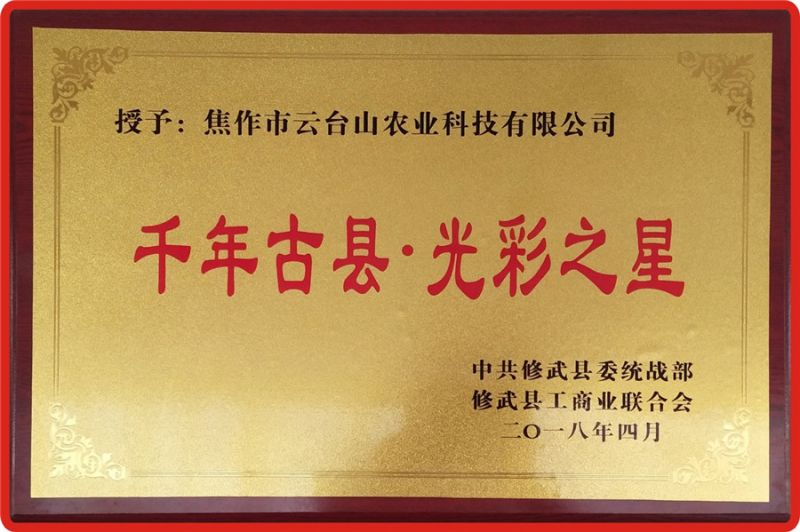 授予：焦作市云台山农业科技有限公司
千年古县·光彩之星
中共修武县委统战部
修武县工商业联合会
二〇一八年四月